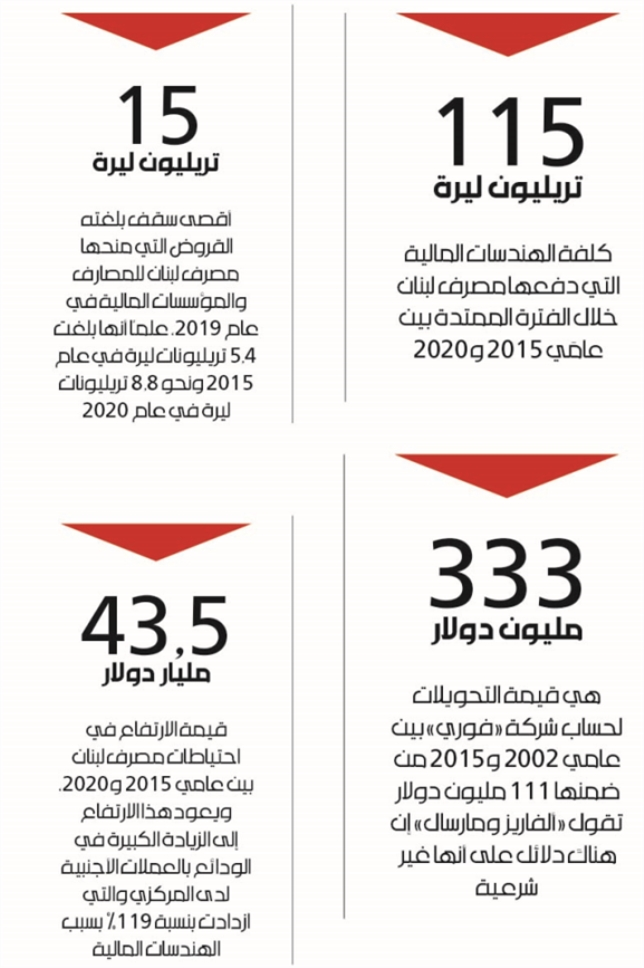 115
تريليون ليرة
كلفة الهندسات المالية
التي دفعها مصرف لبنان
خلال الفترة الممتدة بين
عامَي 2015 و2020
15
تريليون ليرة
أقصى سقف بلغته
القروض التي منحها
مصرف لبنان للمصارف
والمؤسسات المالية في
عام 2019. علماً أنها بلغت
5.4 تريليونات ليرة في عام
2015 ونحو 8.8 تريليونات
ليرة في عام 2020
333
مليون دولار
هي قيمة التحويلات
لحساب شركة «فوري» بين
عامي 2002 و2015 من
ضمنها 111 مليون دولار
تقول «ألفاريز ومارسال» إن
هناك دلائل على أنها غير
شرعية
43,5
مليار دولار
قيمة الارتفاع في
احتياطات مصرف لبنان
بين عامي 2015 و2020.
ويعود هذا الارتفاع
إلى الزيادة الكبيرة في
الودائع بالعملات الأجنبية
لدى المركزي والتي
ازدادت بنسبة 119% بسبب
الهندسات المالية